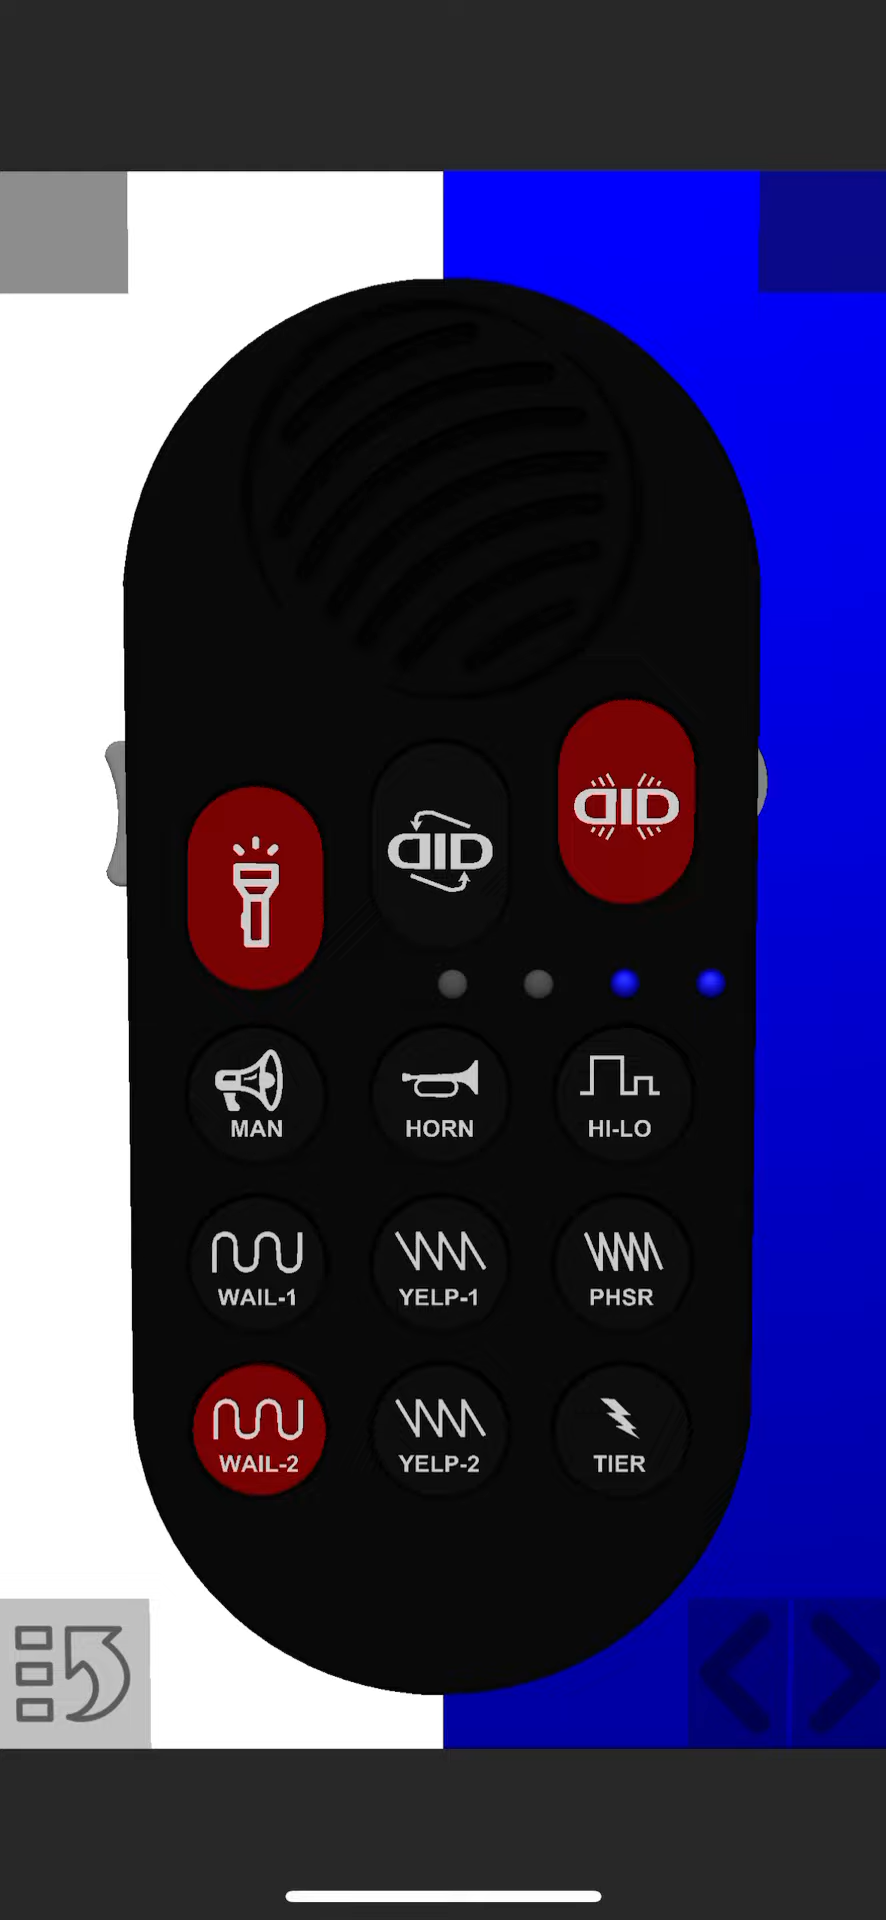 MAN
HORN
HI-LO
WAIL-1
YELP-1
PHSR
WAIL-2
YELP-2
TIER